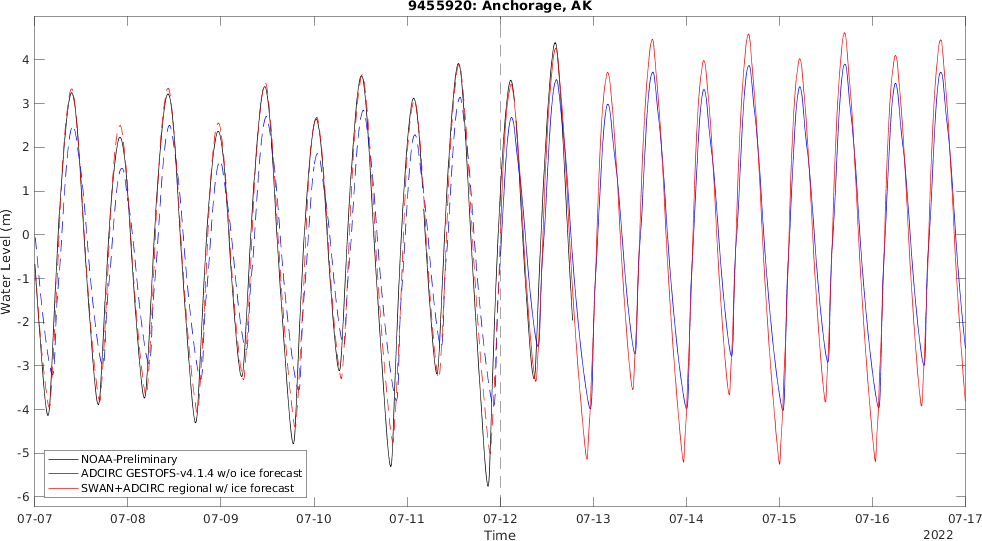 9455920: Anchorage, AK
Water Level (m)
4
3
2
1
0
-1
-2
-3
-4
-5
-6
NOAA-Preliminary
ADCIRC GESTOFS-v4.1.4 w/o ice forecast
SWAN+ADCIRC regional w/ ice forecast
07-07 07-08 07-09 07-10 07-11 07-12 07-13 07-14 07-15 07-16 07-17
Time
2022